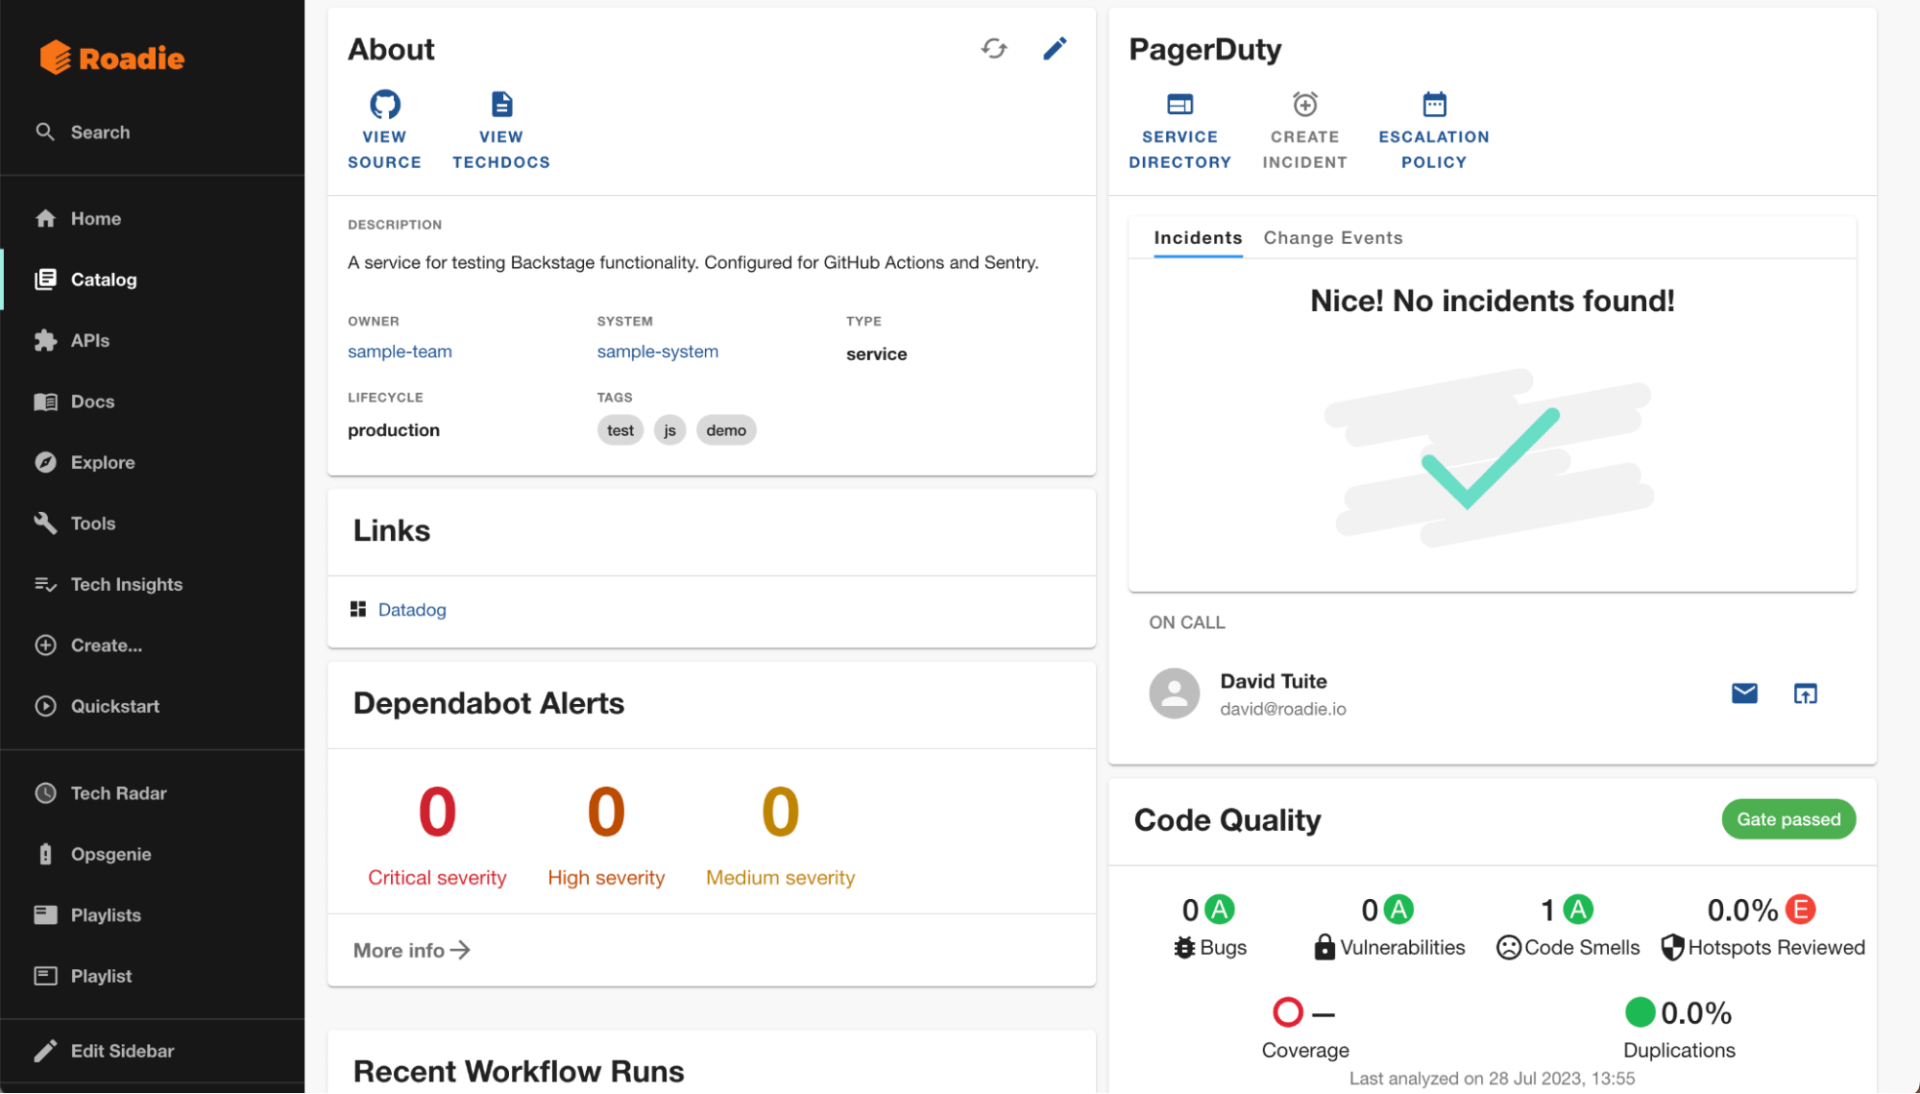 Roadie
Search
Home
Catalog
APIs
Docs
Explore
Tools
Tech Insights
Create...
Quickstart
Tech Radar
Opsgenie
Playlists
Playlist
Edit Sidebar
About
VIEW
SOURCE
VIEW
TECHDOCS
DESCRIPTION
A service for testing Backstage functionality. Configured for GitHub Actions and Sentry.
OWNER
sample-team
SYSTEM
sample-system
TYPE
service
LIFECYCLE
production
TAGS
test js demo
Links
Datadog
Dependabot Alerts
0
Critical severity
0
High severity
0
Medium severity
More info
Recent Workflow Runs
PagerDuty
SERVICE
DIRECTORY
CREATE
INCIDENT
ESCALATION
POLICY
Incidents Change Events
Nice! No incidents found!
ON CALL
David Tuite
david@roadie.io
Code Quality
Gate passed
0 A
Bugs
0 A
Vulnerabilities
1 A
Code Smells
0.0% E
Hotspots Reviewed
—
Coverage
0.0%
Duplications
Last analyzed on 28 Jul 2023, 13:55